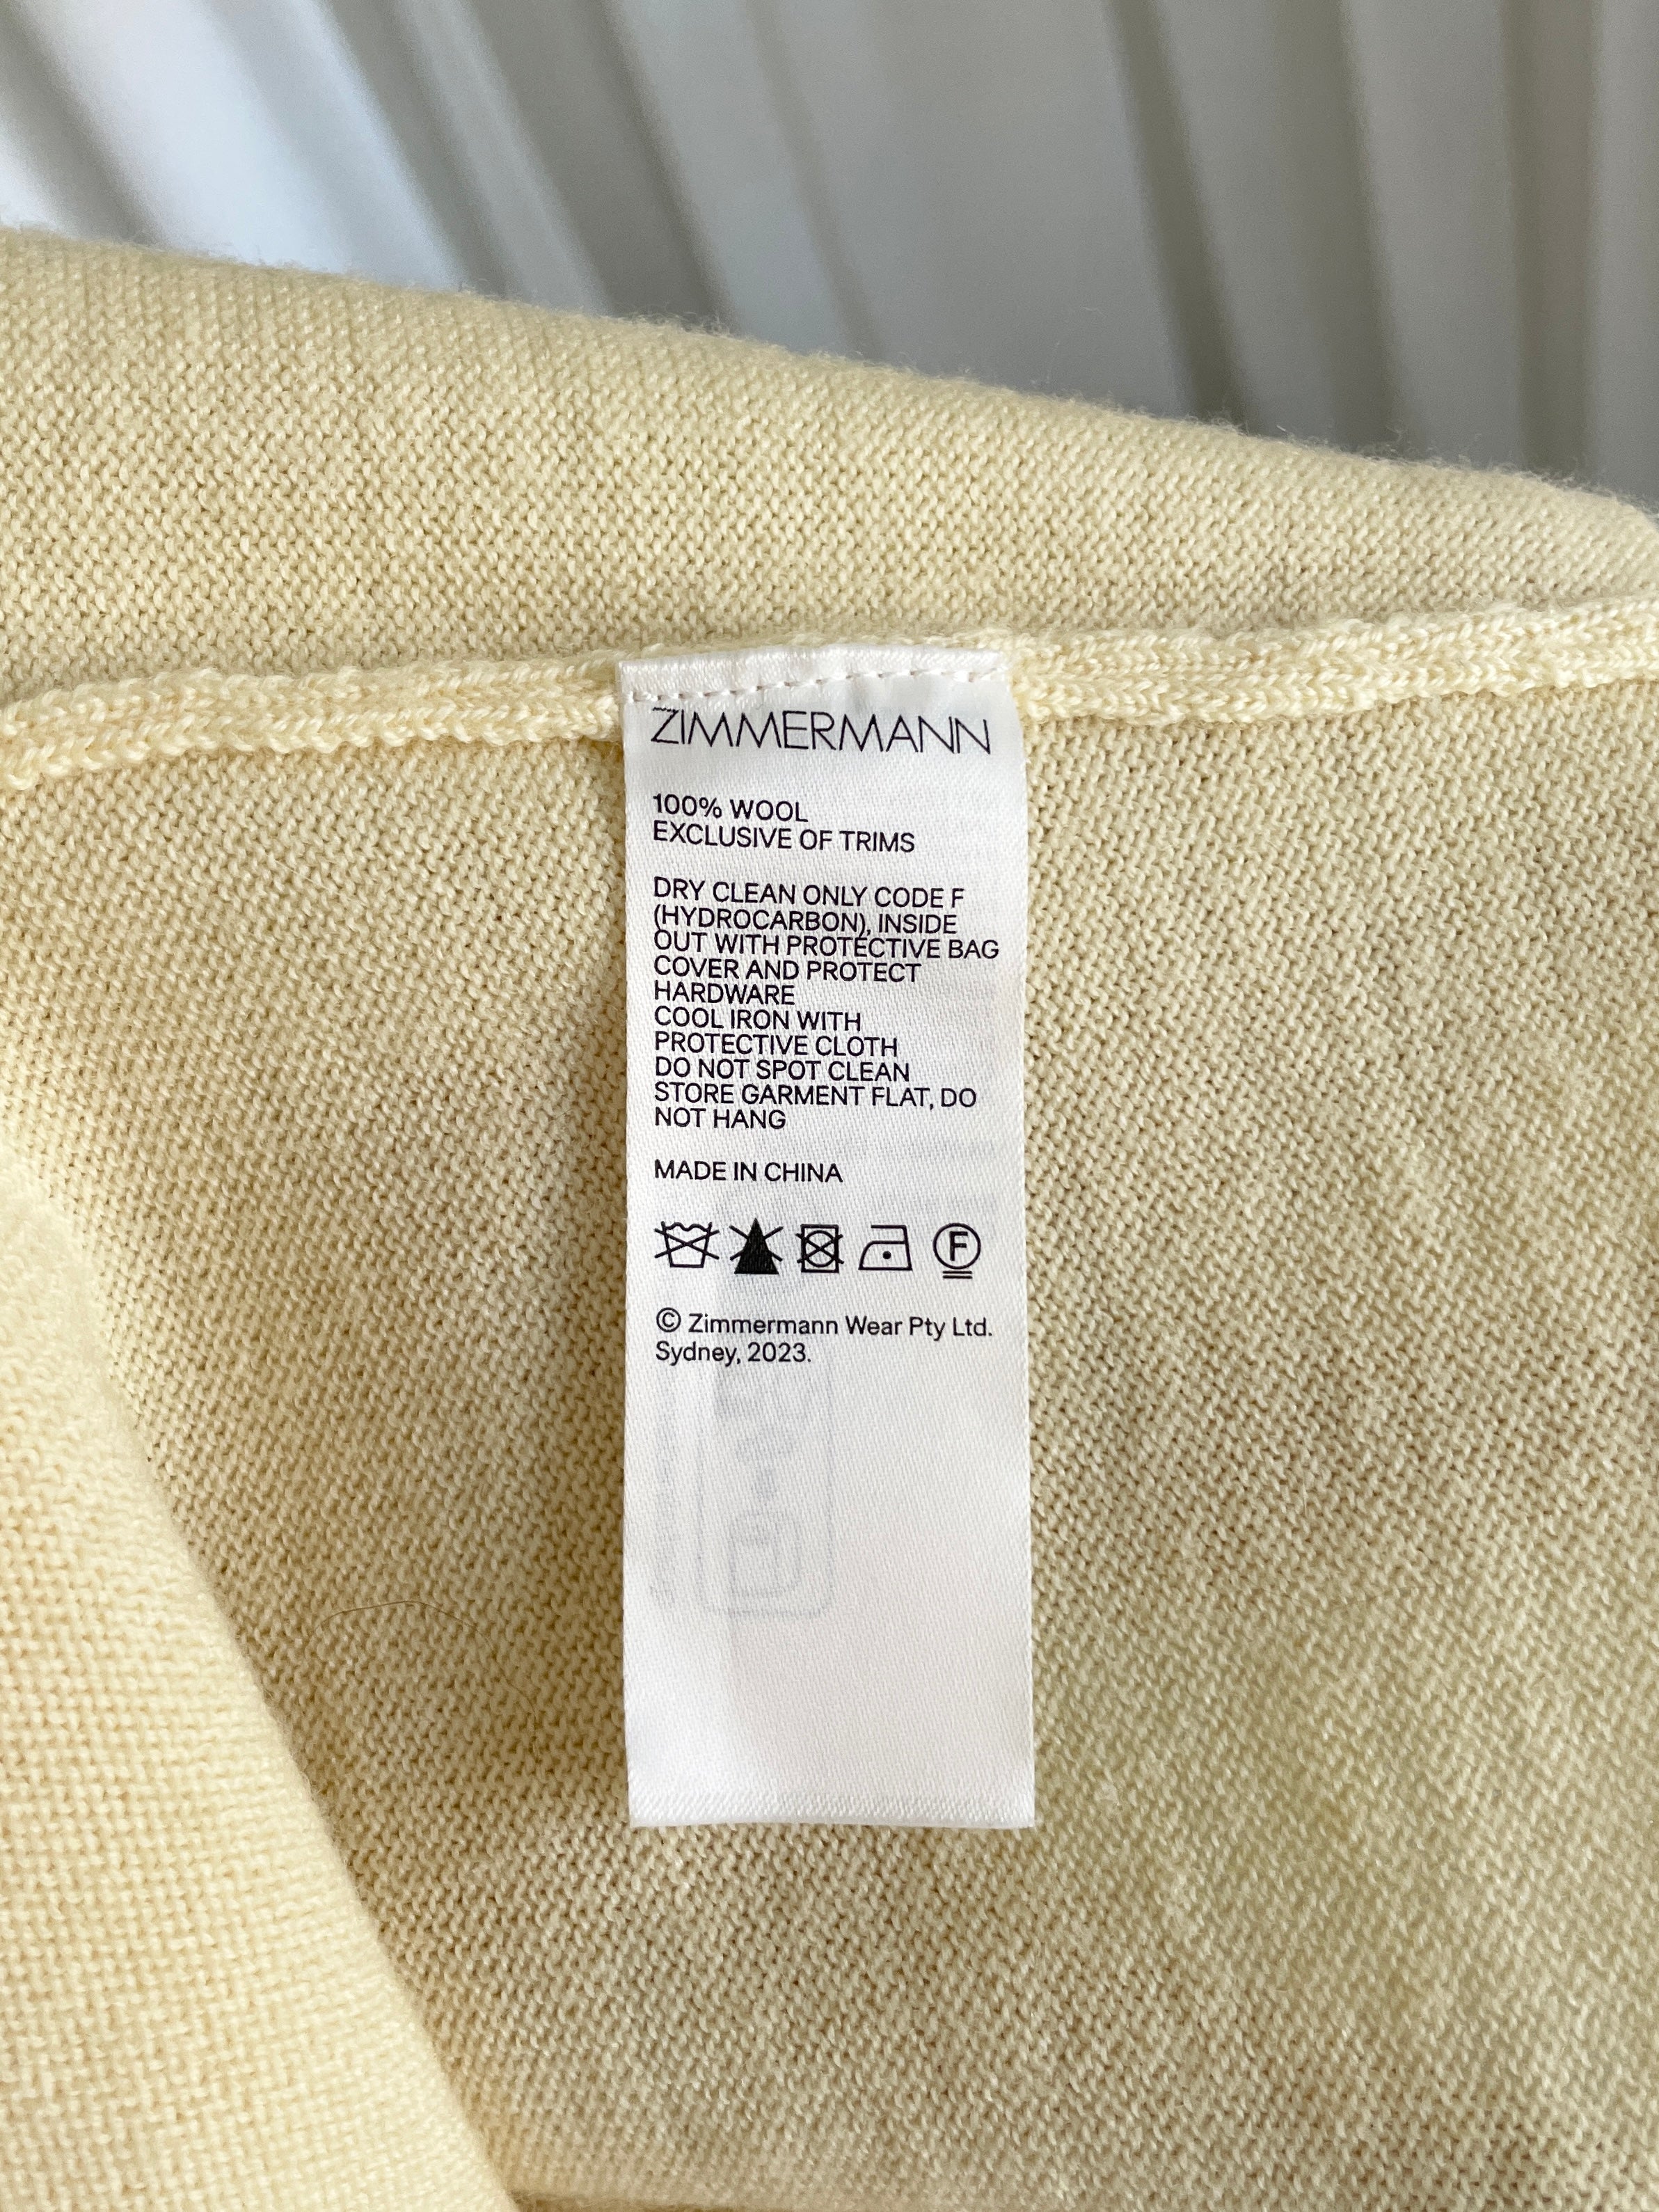 ZIMMERMANN
100% WOOL
EXCLUSIVE OF TRIMS
DRY CLEAN ONLY CODE F
(HYDROCARBON), INSIDE
OUT WITH PROTECTIVE BAG
COVER AND PROTECT
HARDWARE
COOL IRON WITH
PROTECTIVE CLOTH
DO NOT SPOT CLEAN
STORE GARMENT FLAT, DO
NOT HANG
MADE IN CHINA
F
© Zimmermann Wear Pty Ltd.
Sydney, 2023.